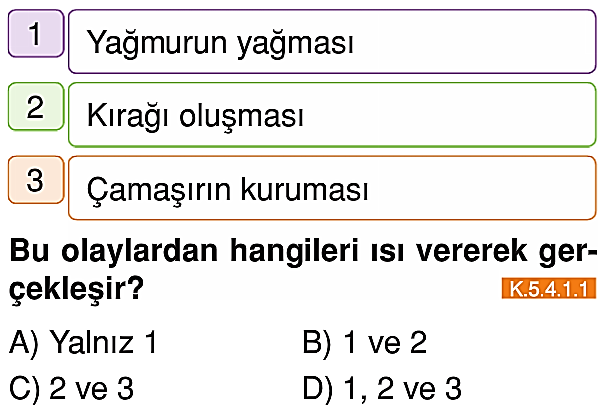 1 Yağmurun yağması
2 Kırağı oluşması
3 Çamaşırın kuruması
Bu olaylardan hangileri ısı vererek ger-
çekleşir? K.5.4.1.1
A) Yalnız 1 B) 1 ve 2
C) 2 ve 3 D) 1, 2 ve 3